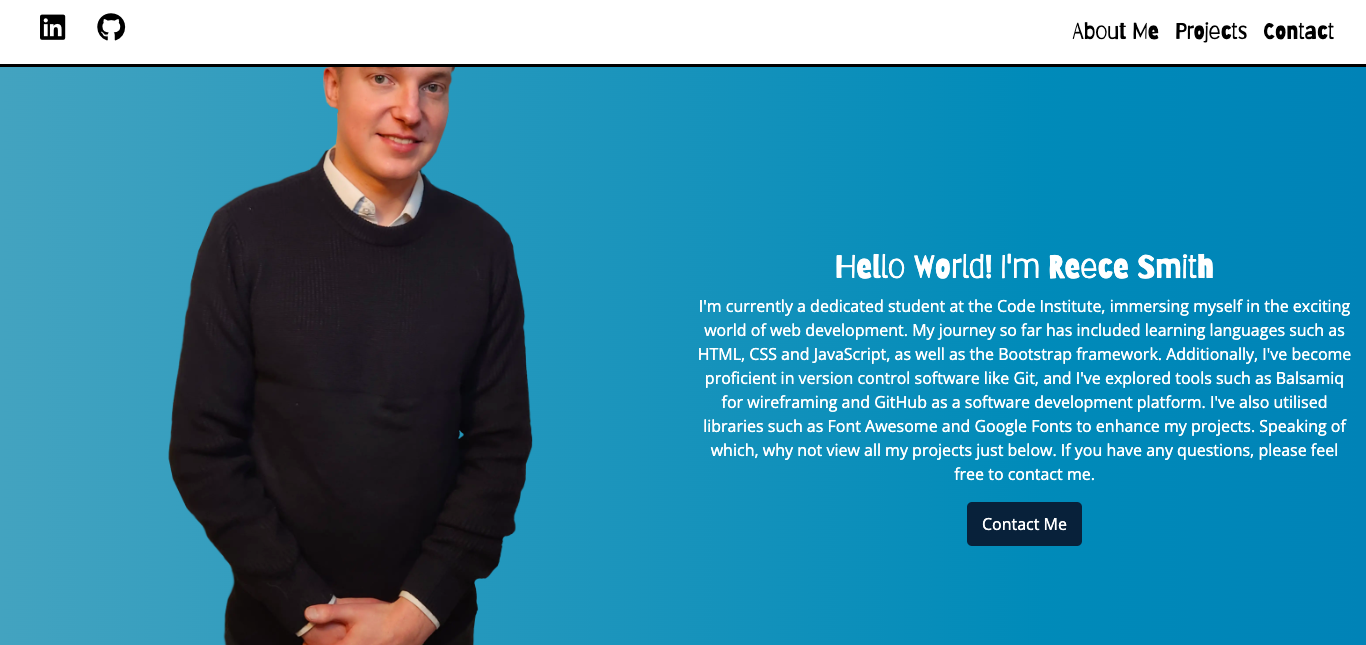 About Me Projects Contact
Hello World! I'm Reece Smith
I'm currently a dedicated student at the Code Institute, immersing myself in the exciting
world of web development. My journey so far has included learning languages such as
HTML, CSS and JavaScript, as well as the Bootstrap framework. Additionally, I've become
proficient in version control software like Git, and I've explored tools such as Balsamiq
for wireframing and GitHub as a software development platform. I've also utilised
libraries such as Font Awesome and Google Fonts to enhance my projects. Speaking of
which, why not view all my projects just below. If you have any questions, please feel
free to contact me.
Contact Me